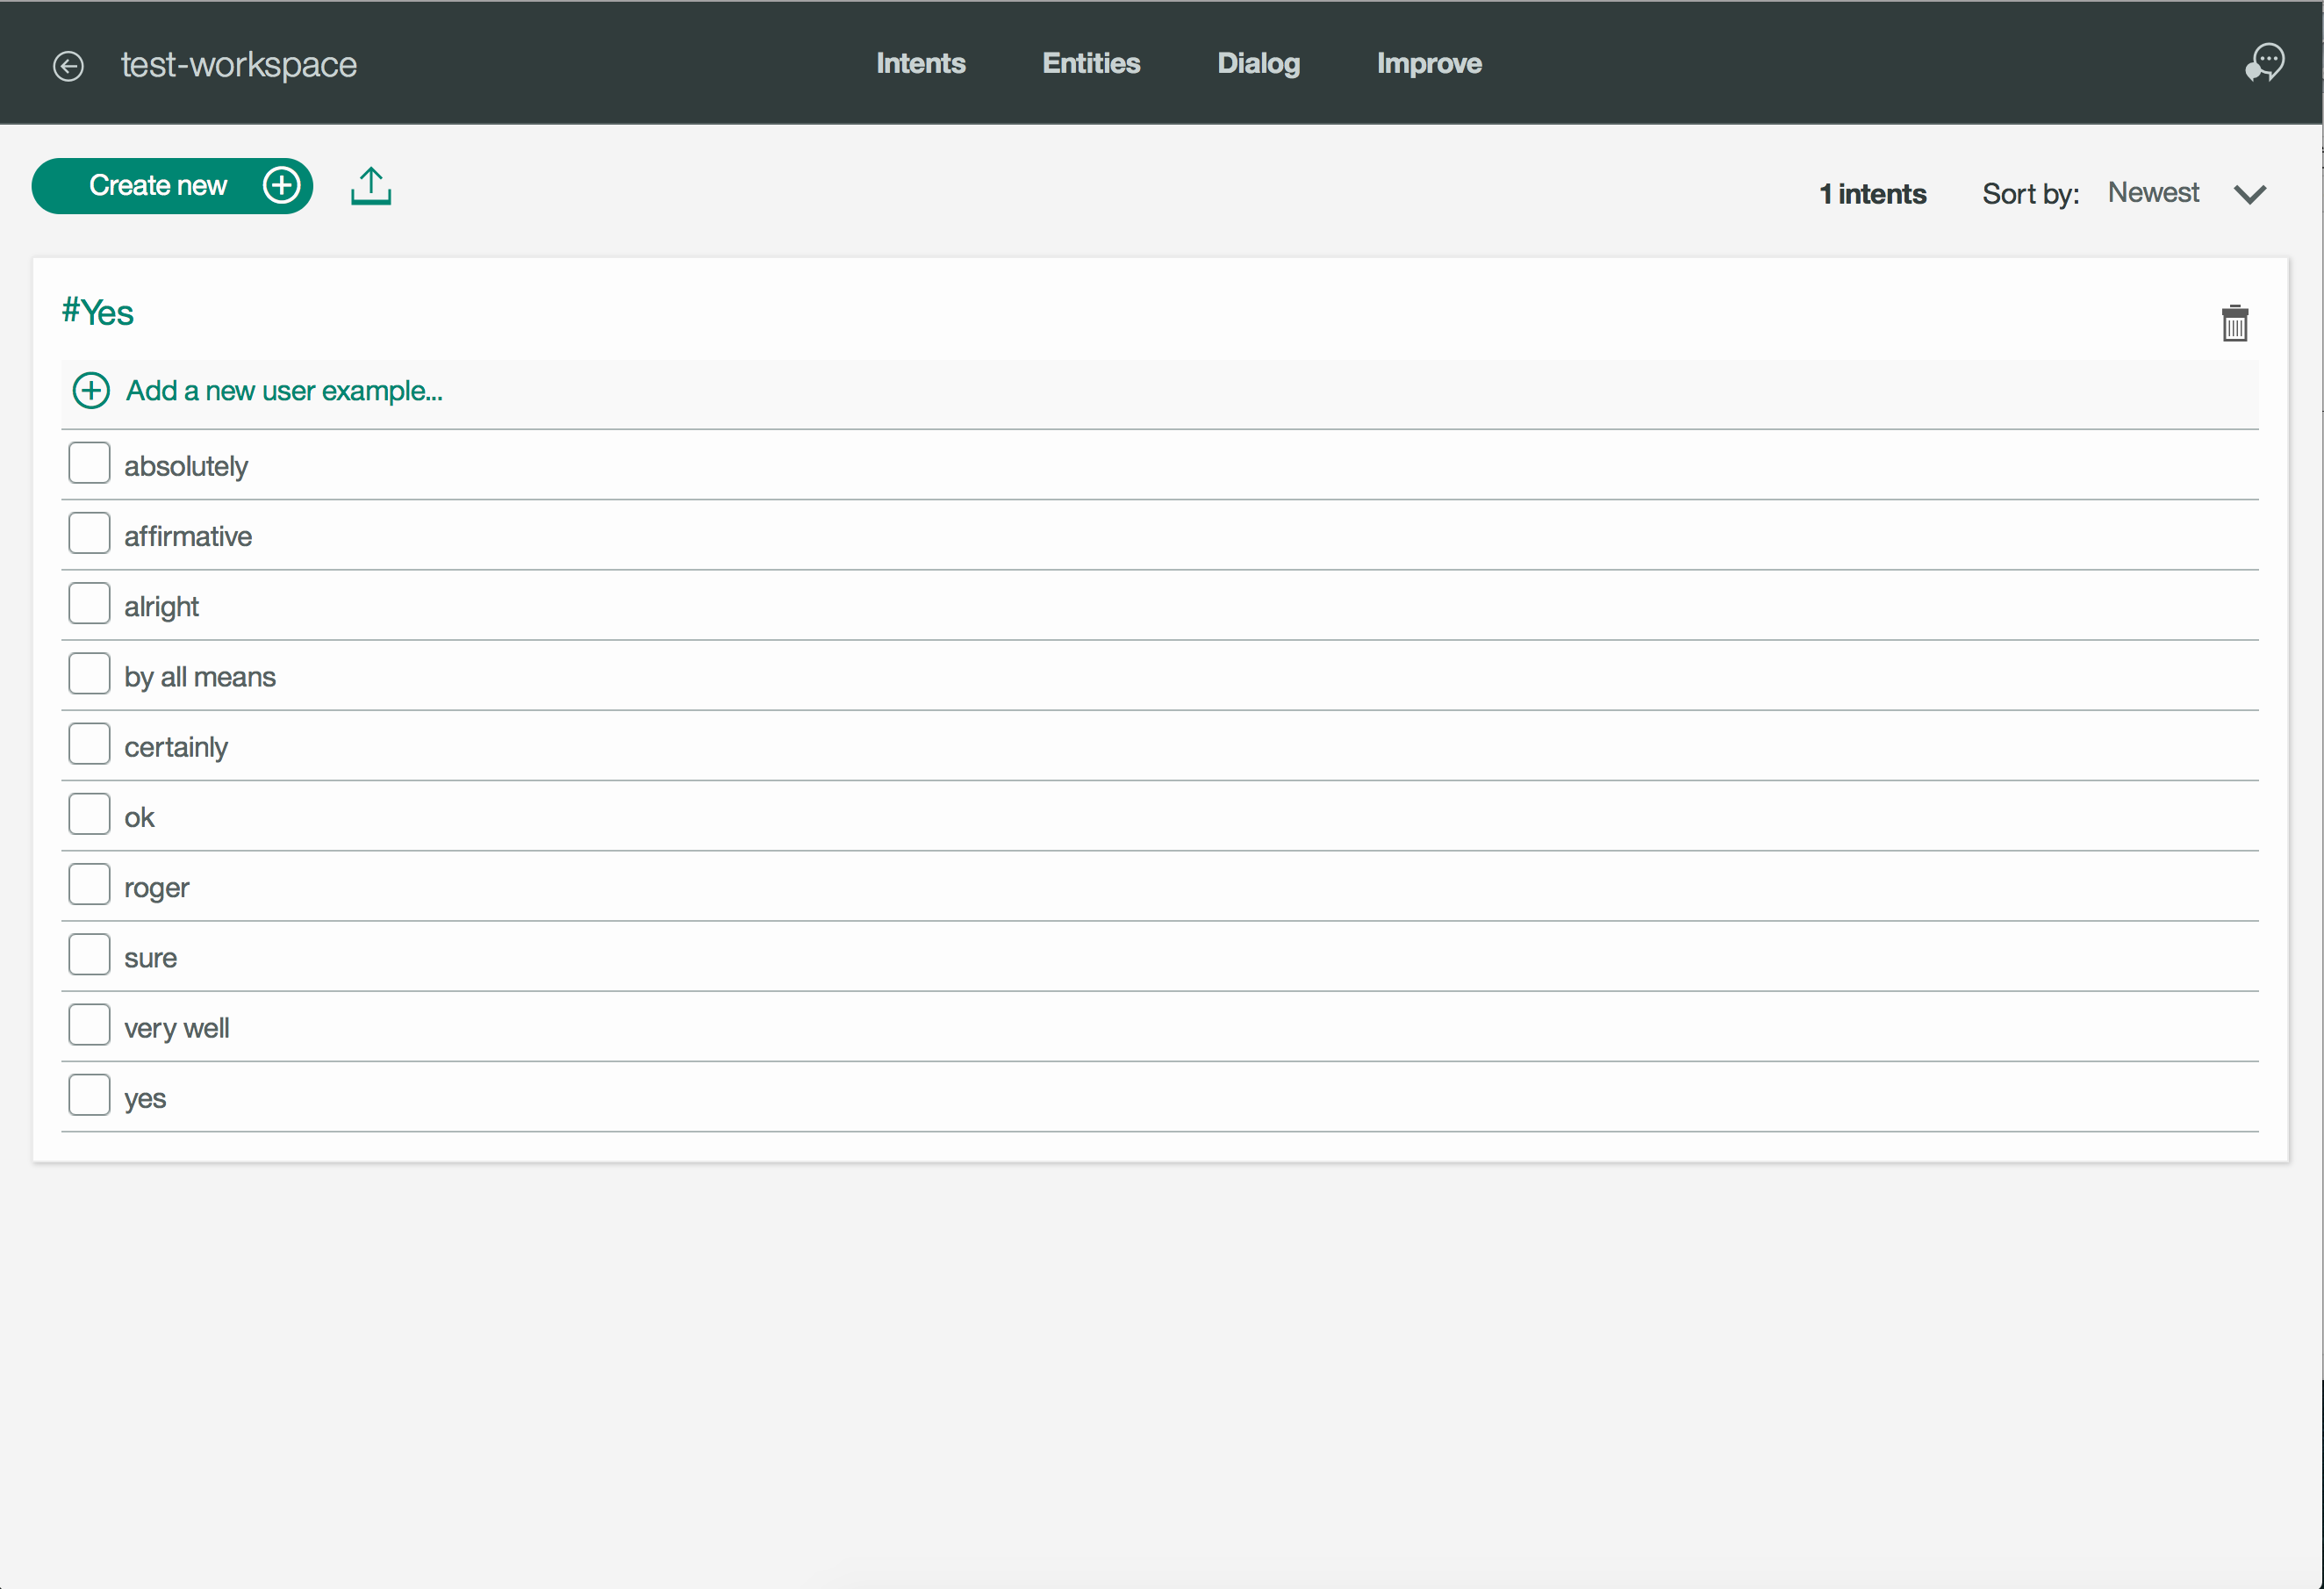 test-workspace Intents Entities Dialog Improve
Create new 1 intents Sort by: Newest
#Yes
Add a new user example...
absolutely
affirmative
alright
by all means
certainly
ok
roger
sure
very well
yes